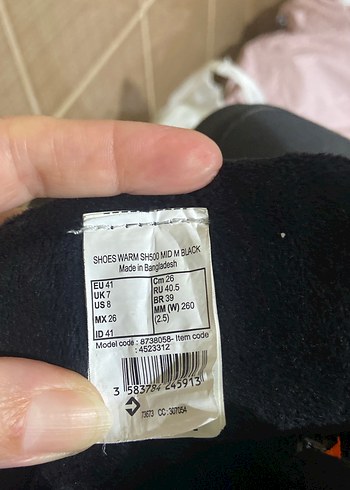 SHOES WARM SH500 MID M BLACK
Made in Bangladesh
EU 41 Cm 26
UK 7 RU 40.5
US 8 BR 39
MX 26 MM (W) 260 (2.5)
ID 41
Model code : 8738058- Item code
: 4523312
3 583784 245913
73673 CC:307054